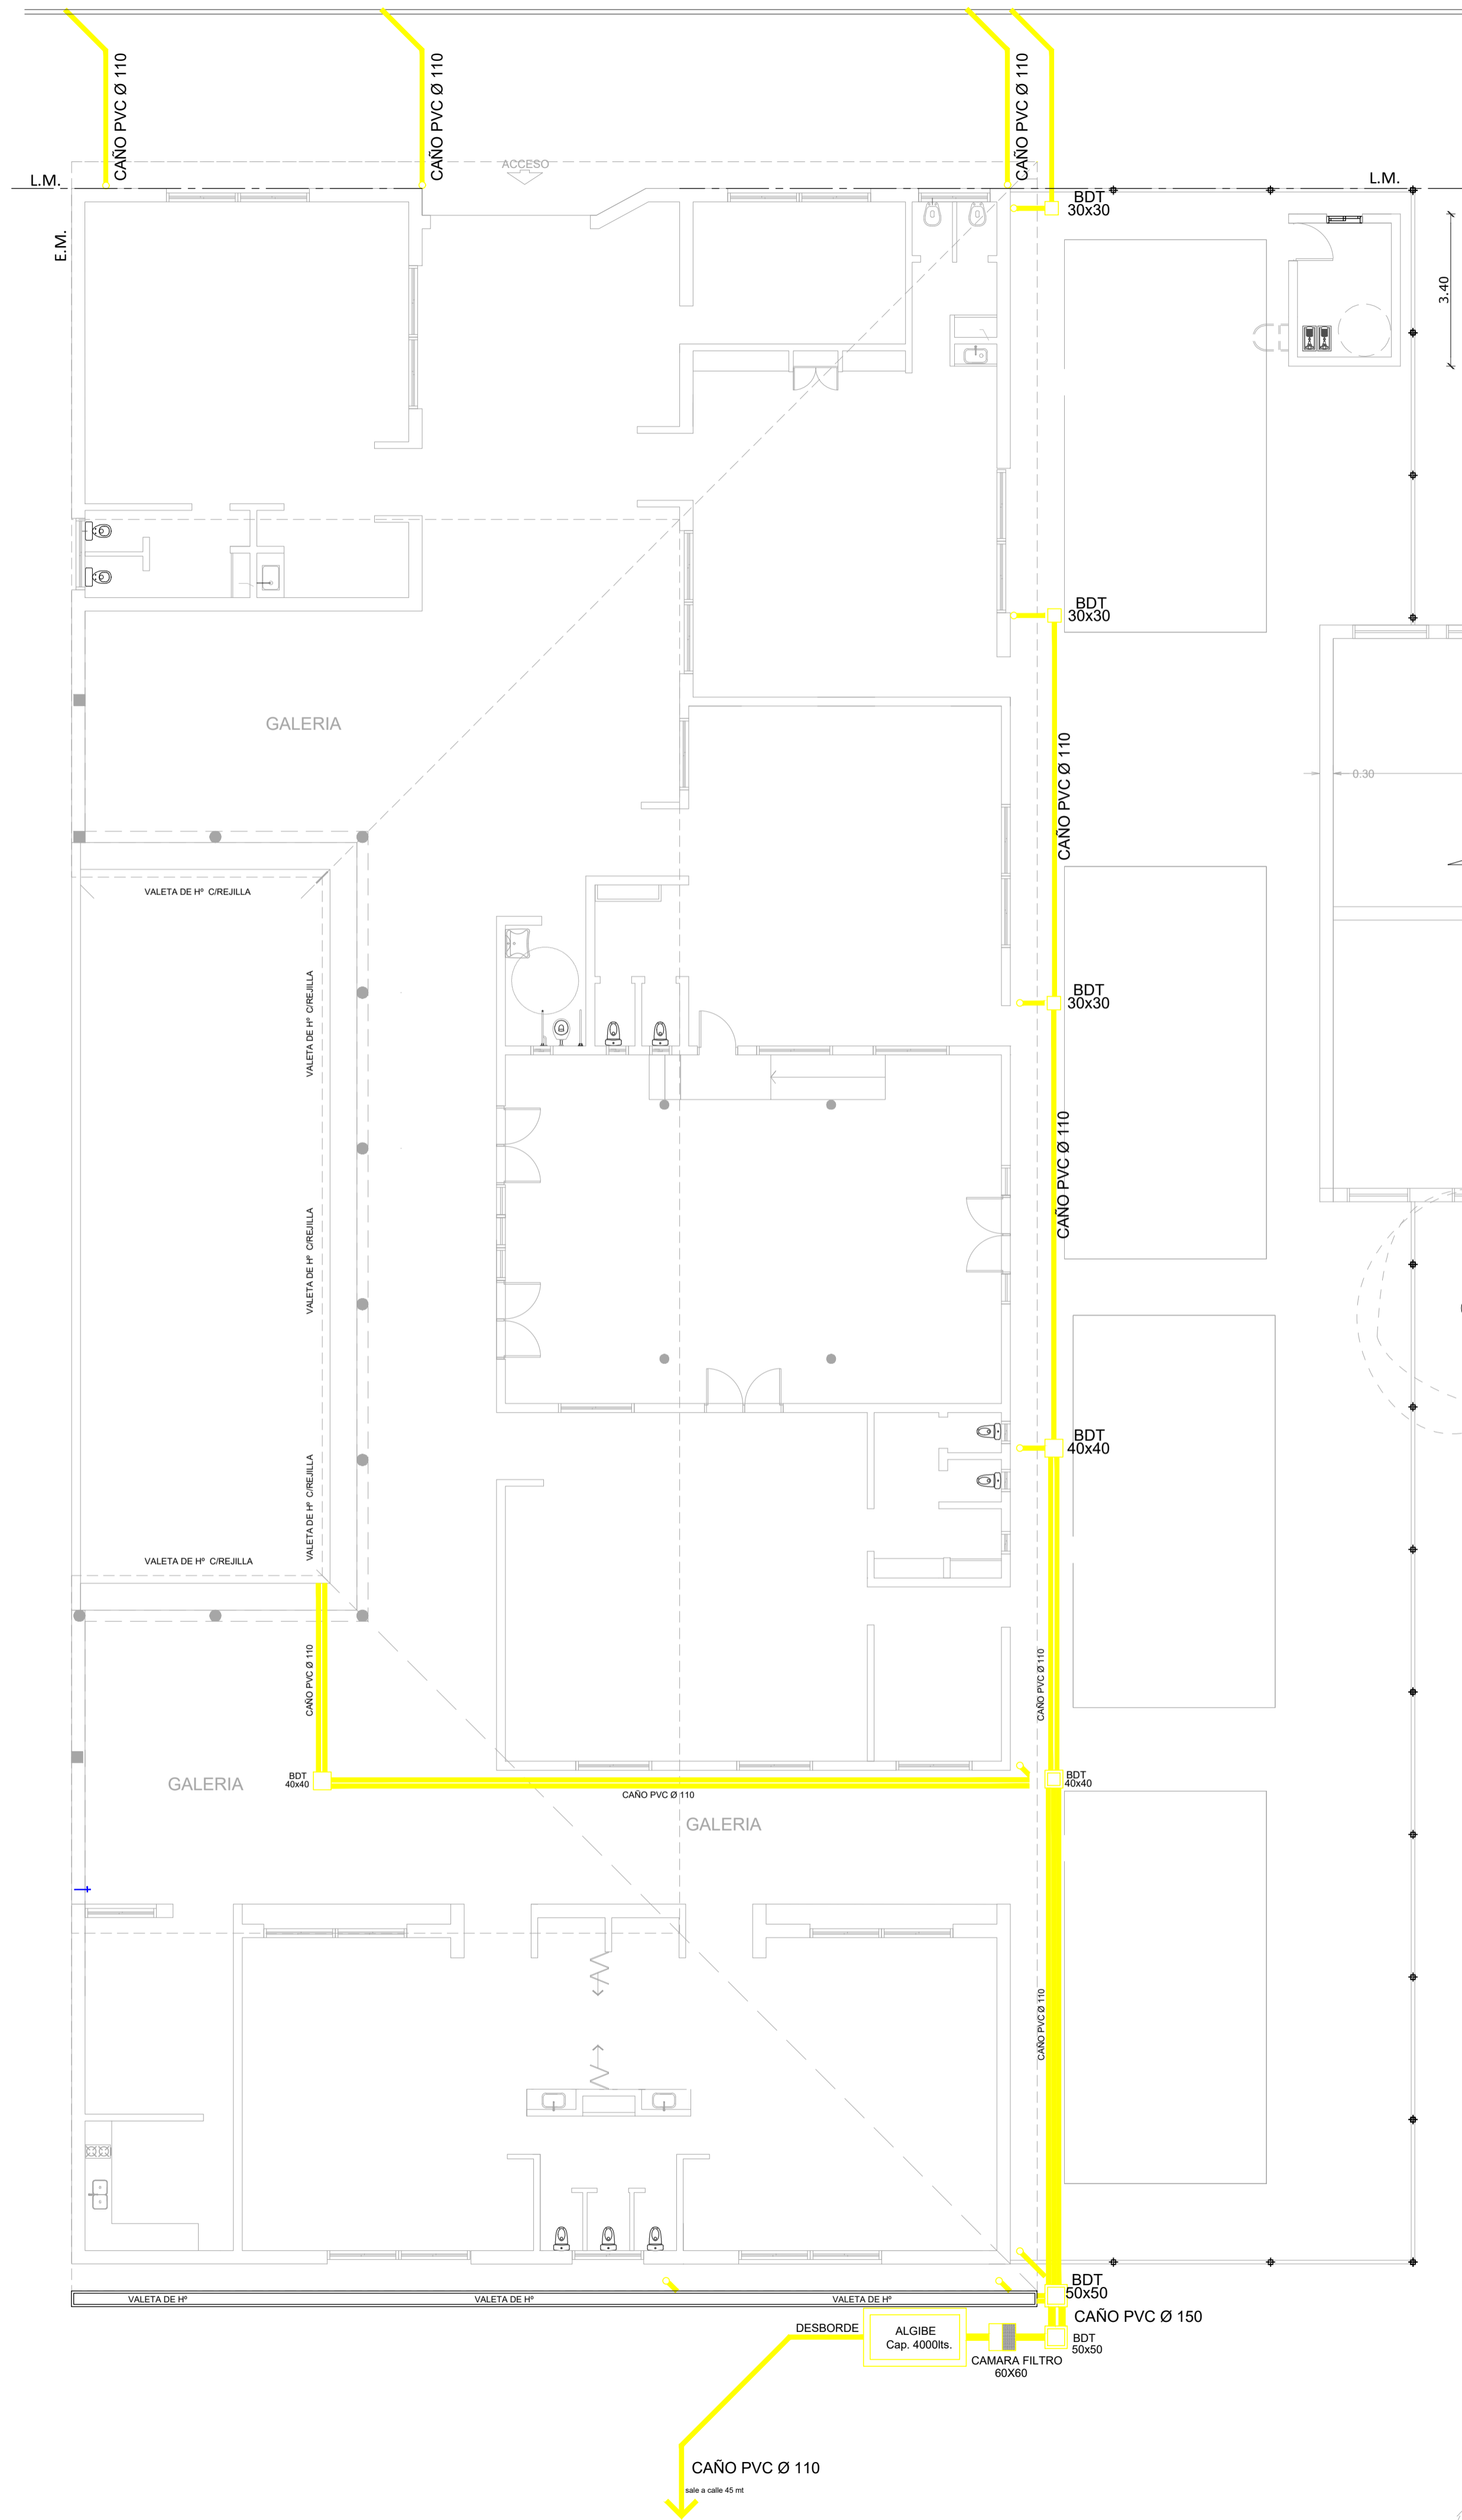 CAÑO PVC Ø 110
CAÑO PVC Ø 110
CAÑO PVC Ø 110
ACCESO
L.M.
L.M.
E.M.
BDT
30x30
3.40
BDT
30x30
GALERIA
CAÑO PVC Ø 110
0.30
VALETA DE Hº C/REJILLA
VALETA DE Hº C/REJILLA
BDT
30x30
CAÑO PVC Ø 110
VALETA DE Hº C/REJILLA
BDT
40x40
VALETA DE Hº C/REJILLA
VALETA DE Hº C/REJILLA
CAÑO PVC Ø 110
CAÑO PVC Ø 110
BDT
40x40
BDT
40x40
GALERIA
CAÑO PVC Ø 110
GALERIA
CAÑO PVC Ø 110
BDT
50x50
VALETA DE Hº
VALETA DE Hº
VALETA DE Hº
CAÑO PVC Ø 150
DESBORDE
ALGIBE
Cap. 4000lts.
BDT
50x50
CAMARA FILTRO
60X60
CAÑO PVC Ø 110
sale a calle 45 mt